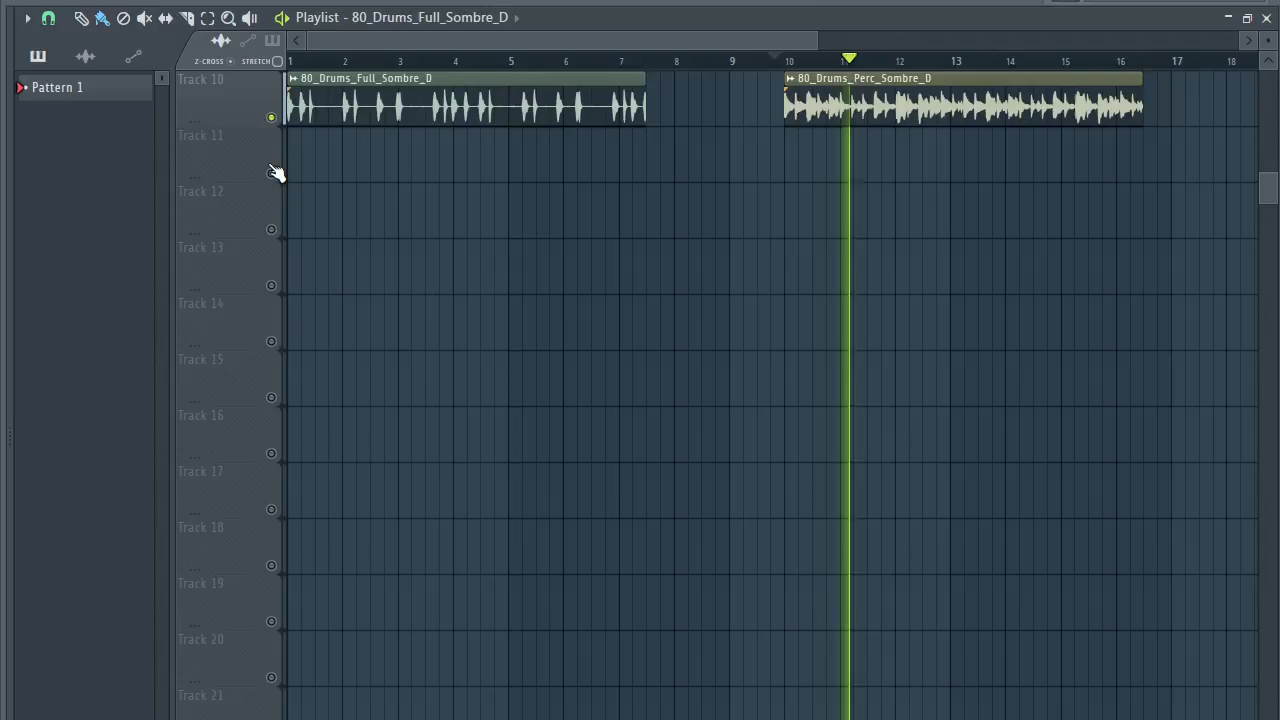 Playlist - 80_Drums_Full_Sombre_D
Z-CROSS STRETCH
1 2 3 4 5 6 7 8 9 10 11 12 13 14 15 16 17 18
Pattern 1
Track 10
80_Drums_Full_Sombre_D
80_Drums_Perc_Sombre_D
...
Track 11
...
Track 12
...
Track 13
...
Track 14
...
Track 15
...
Track 16
...
Track 17
...
Track 18
...
Track 19
...
Track 20
...
Track 21